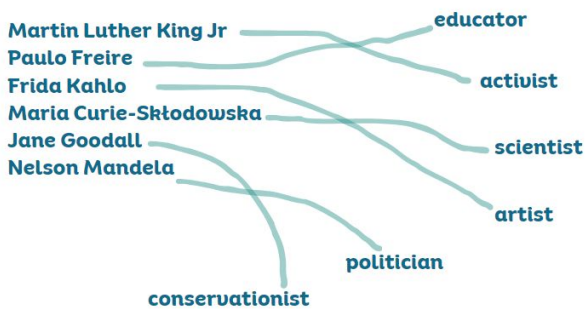 Martin Luther King Jr
Paulo Freire
Frida Kahlo
Maria Curie-Skłodowska
Jane Goodall
Nelson Mandela
educator
activist
scientist
artist
politician
conservationist